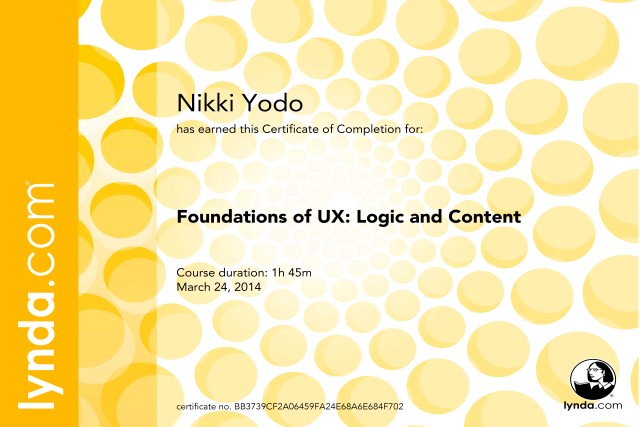 Nikki Yodo
has earned this Certificate of Completion for:
Foundations of UX: Logic and Content
Course duration: 1h 45m
March 24, 2014
certificate no. BB3739CF2A06459FA24E68A6E684F702
lynda.com®
lynda.com